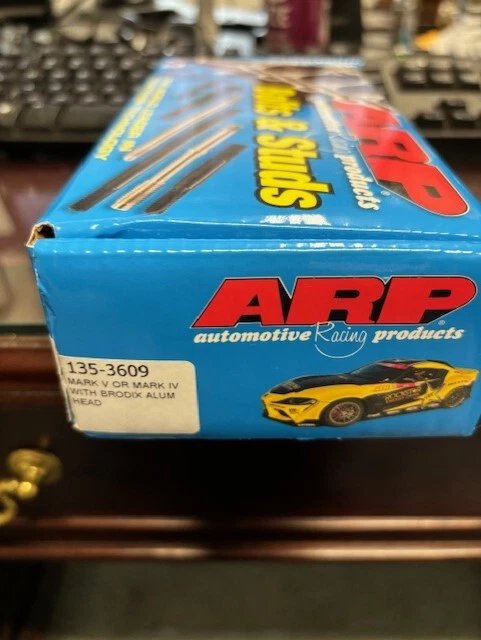 ARP
automotive Racing products
Bolts & Studs
ARP
automotive Racing products
135-3609
MARK V OR MARK IV
WITH BRODIX ALUM
HEAD